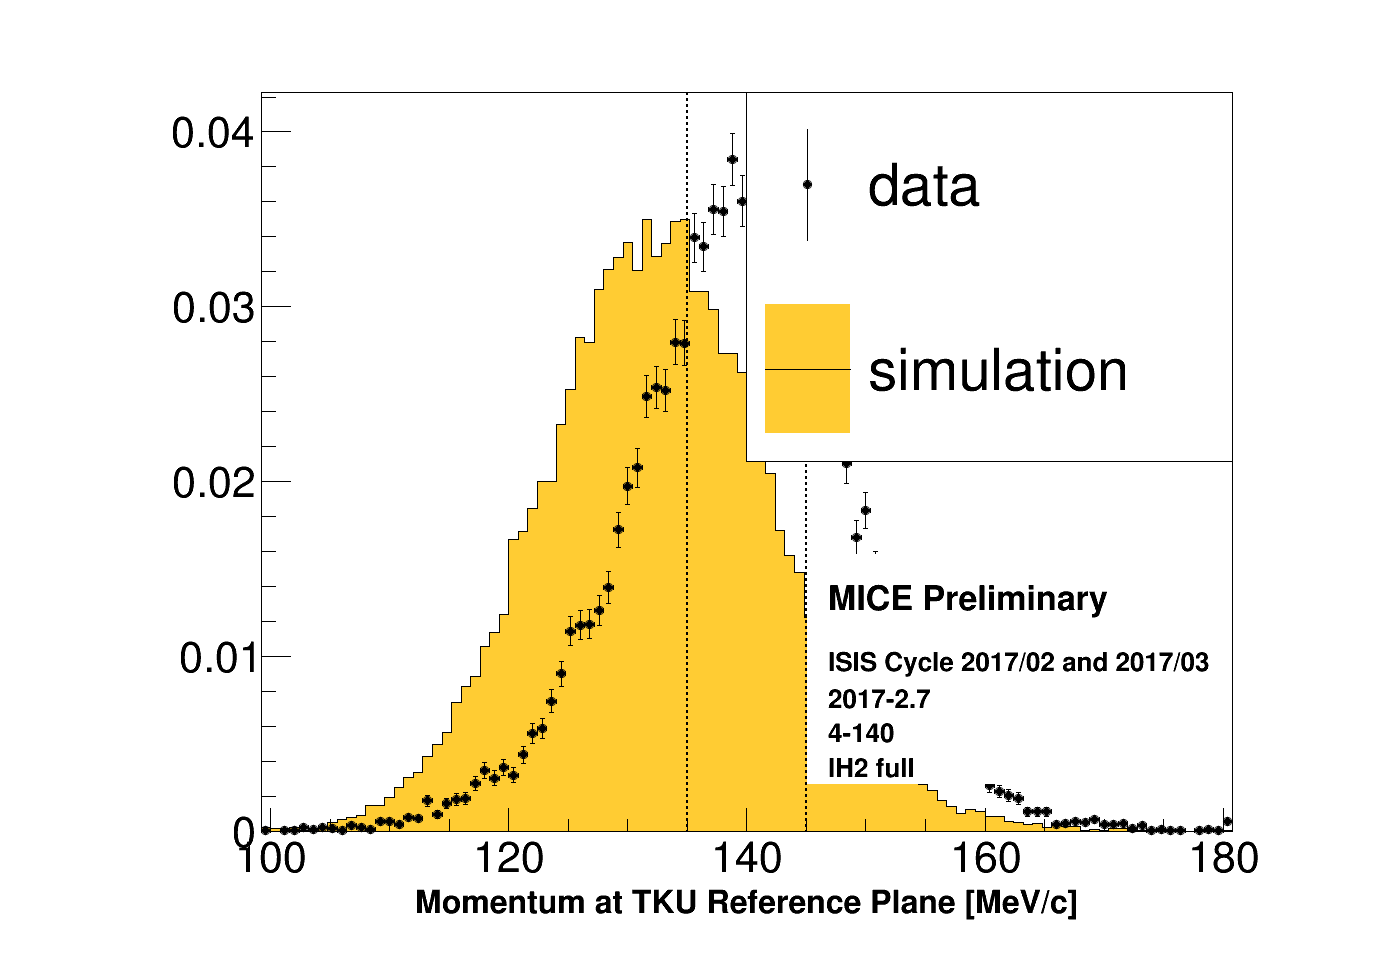 0.04
data
0.03
simulation
0.02
MICE Preliminary
0.01
ISIS Cycle 2017/02 and 2017/03
2017-2.7
4-140
IH2 full
0
100 120 140 160 180
Momentum at TKU Reference Plane [MeV/c]